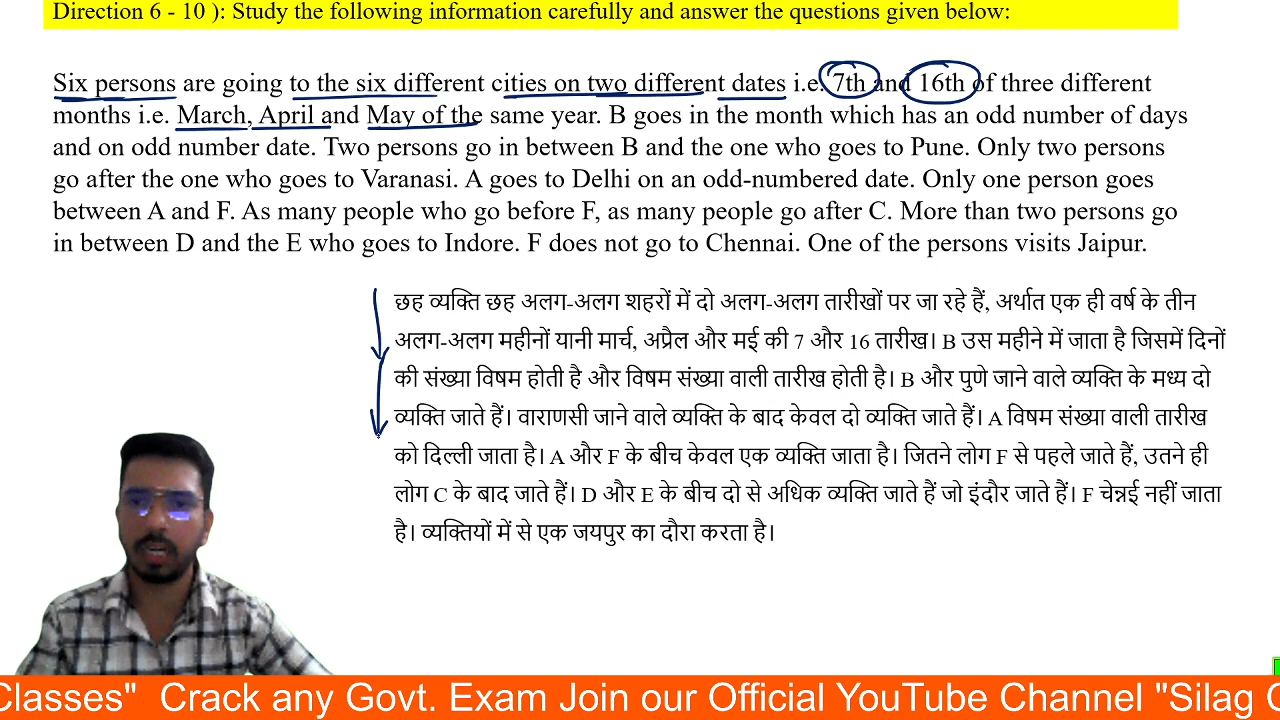 Direction 6 - 10 ): Study the following information carefully and answer the questions given below:
Six persons are going to the six different cities on two different dates i.e. 7th and 16th of three different
months i.e. March, April and May of the same year. B goes in the month which has an odd number of days
and on odd number date. Two persons go in between B and the one who goes to Pune. Only two persons
go after the one who goes to Varanasi. A goes to Delhi on an odd-numbered date. Only one person goes
between A and F. As many people who go before F, as many people go after C. More than two persons go
in between D and the E who goes to Indore. F does not go to Chennai. One of the persons visits Jaipur.
छह व्यक्ति छह अलग-अलग शहरों में दो अलग-अलग तारीखों पर जा रहे हैं, अर्थात एक ही वर्ष के तीन
अलग-अलग महीनों यानी मार्च, अप्रैल और मई की 7 और 16 तारीख। B उस महीने में जाता है जिसमें दिनों
की संख्या विषम होती है और विषम संख्या वाली तारीख होती है। B और पुणे जाने वाले व्यक्ति के मध्य दो
व्यक्ति जाते हैं। वाराणसी जाने वाले व्यक्ति के बाद केवल दो व्यक्ति जाते हैं। A विषम संख्या वाली तारीख
को दिल्ली जाता है। A और F के बीच केवल एक व्यक्ति जाता है। जितने लोग F से पहले जाते हैं, उतने ही
लोग C के बाद जाते हैं। D और E के बीच दो से अधिक व्यक्ति जाते हैं जो इंदौर जाते हैं। F चेन्नई नहीं जाता
है। व्यक्तियों में से एक जयपुर का दौरा करता है।
Classes" Crack any Govt. Exam Join our Official YouTube Channel "Silag C